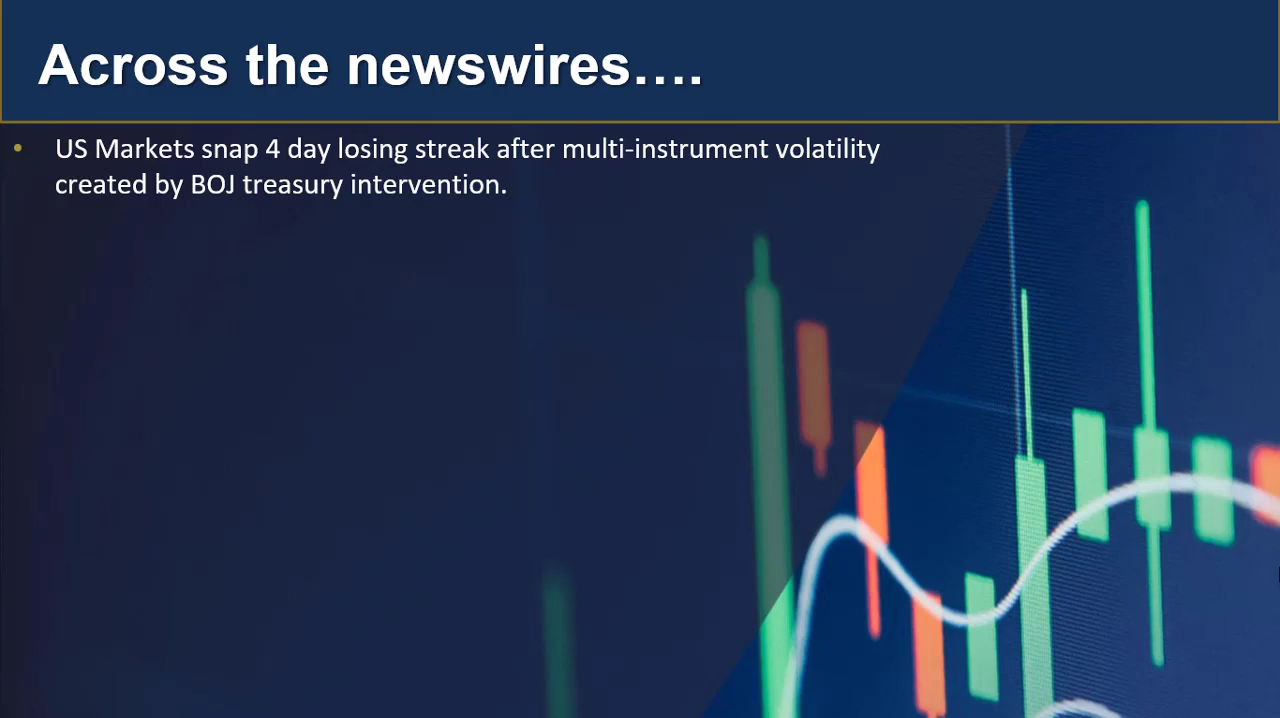 Across the newswires….
• US Markets snap 4 day losing streak after multi-instrument volatility
created by BOJ treasury intervention.